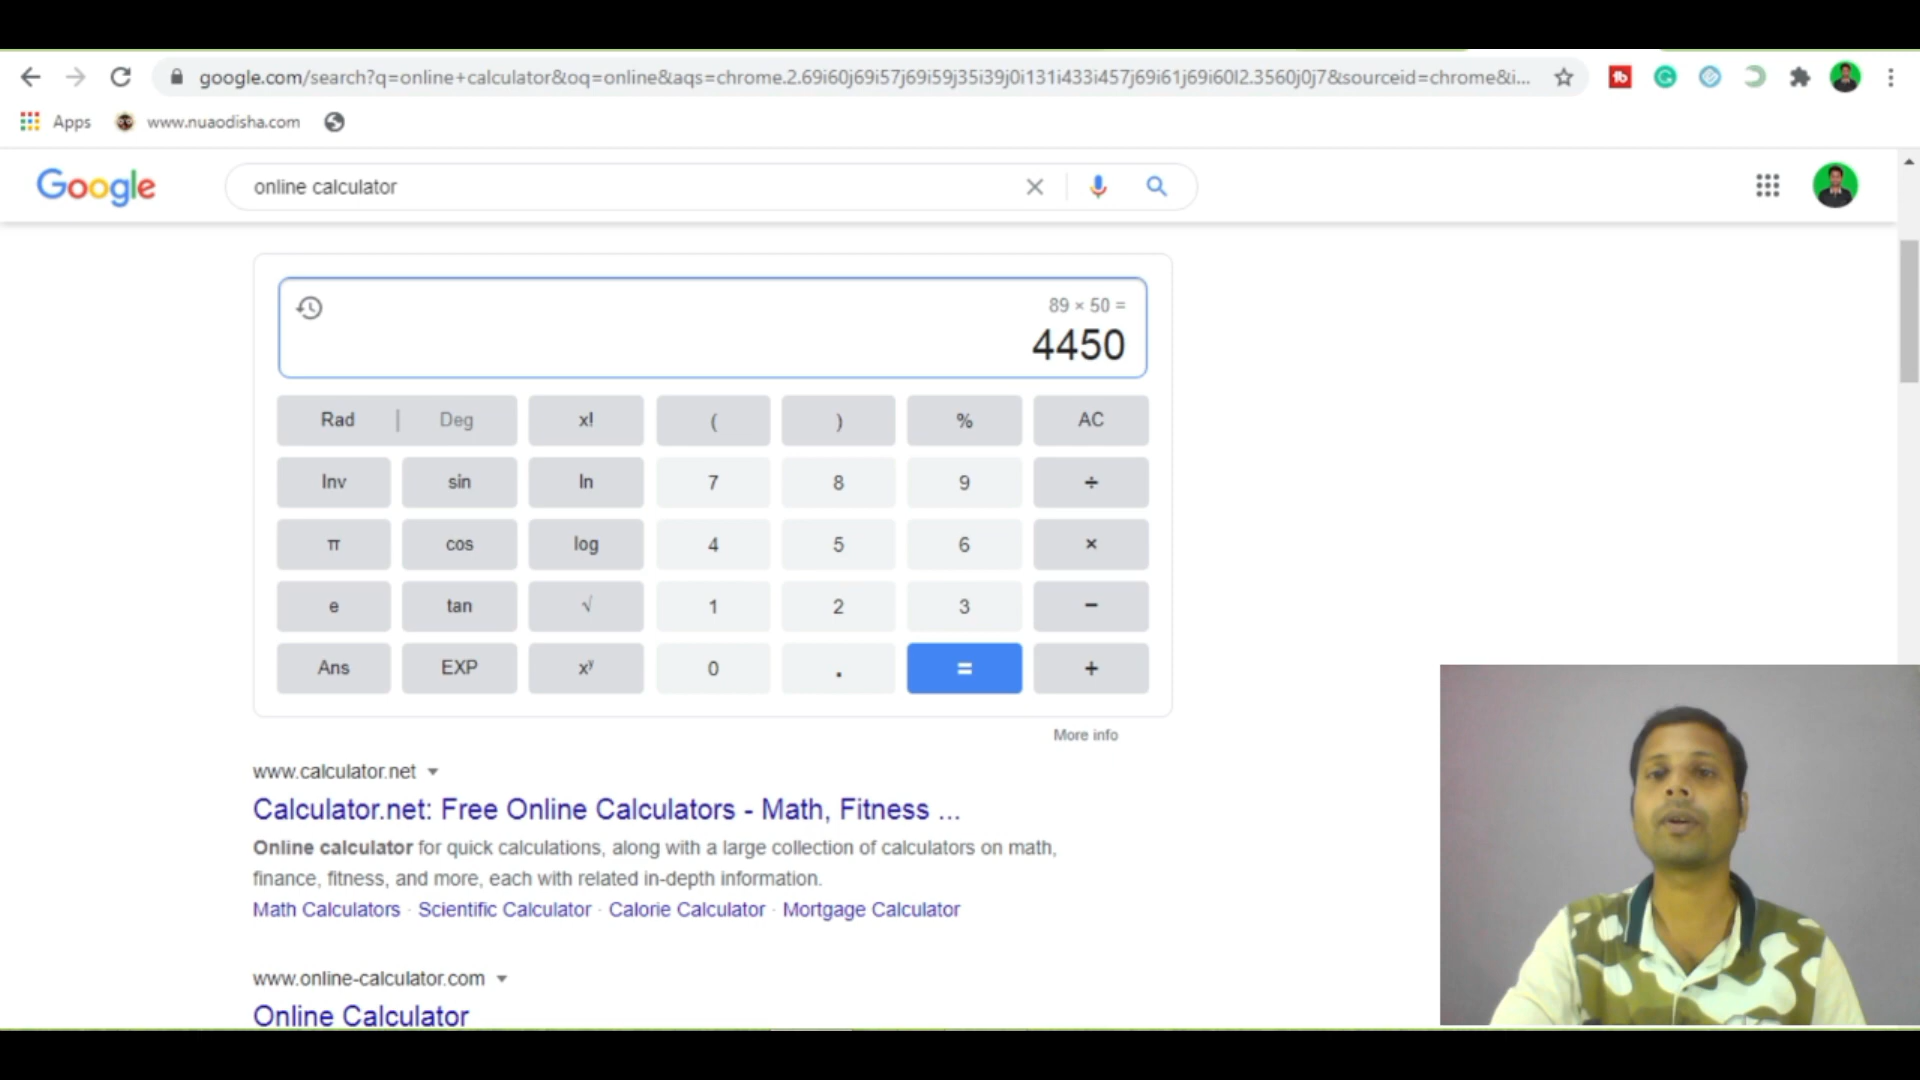 google.com/search?q=online+calculator&oq=online&aqs=chrome.2.69i60j69i57j69i59j35i39j0i131i433i457j69i61j69i60l2.3560j0j7&sourceid=chrome&i...
Apps www.nuaodisha.com
Google online calculator
89 × 50 =
4450
Rad | Deg x! ( ) % AC
Inv sin ln 7 8 9 ÷
π cos log 4 5 6 ×
e tan √ 1 2 3 −
Ans EXP xʸ 0 . = +
More info
www.calculator.net
Calculator.net: Free Online Calculators - Math, Fitness ...
Online calculator for quick calculations, along with a large collection of calculators on math,
finance, fitness, and more, each with related in-depth information.
Math Calculators · Scientific Calculator · Calorie Calculator · Mortgage Calculator
www.online-calculator.com
Online Calculator